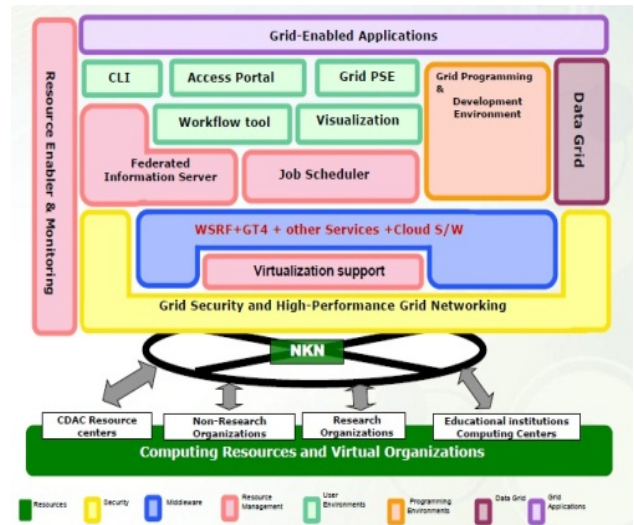 Grid-Enabled Applications
Resource Enabler & Monitoring
CLI
Access Portal
Grid PSE
Grid Programming
&
Development
Environment
Data Grid
Workflow tool
Visualization
Federated
Information Server
Job Scheduler
WSRF+GT4 + other Services +Cloud S/W
Virtualization support
Grid Security and High-Performance Grid Networking
NKN
CDAC Resource
centers
Non-Research
Organizations
Research
Organizations
Educational institutions
Computing Centers
Computing Resources and Virtual Organizations
Resources
Security
Middleware
Resource
Management
User
Environments
Programming
Environments
Data Grid
Grid
Applications